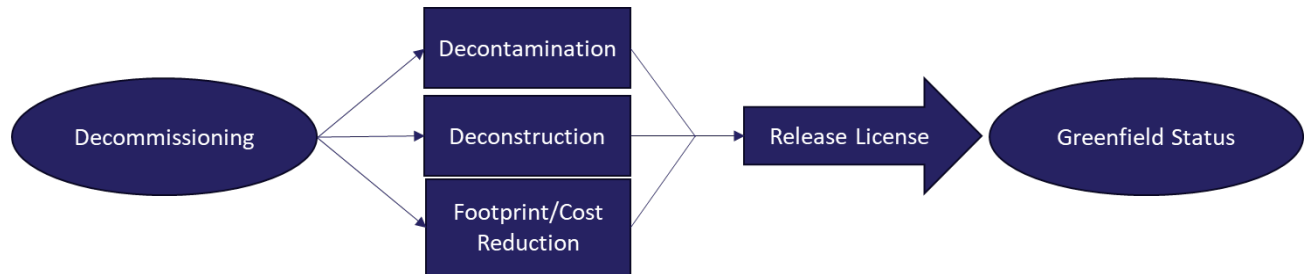 Decommissioning
Decontamination
Deconstruction
Footprint/Cost
Reduction
Release License
Greenfield Status